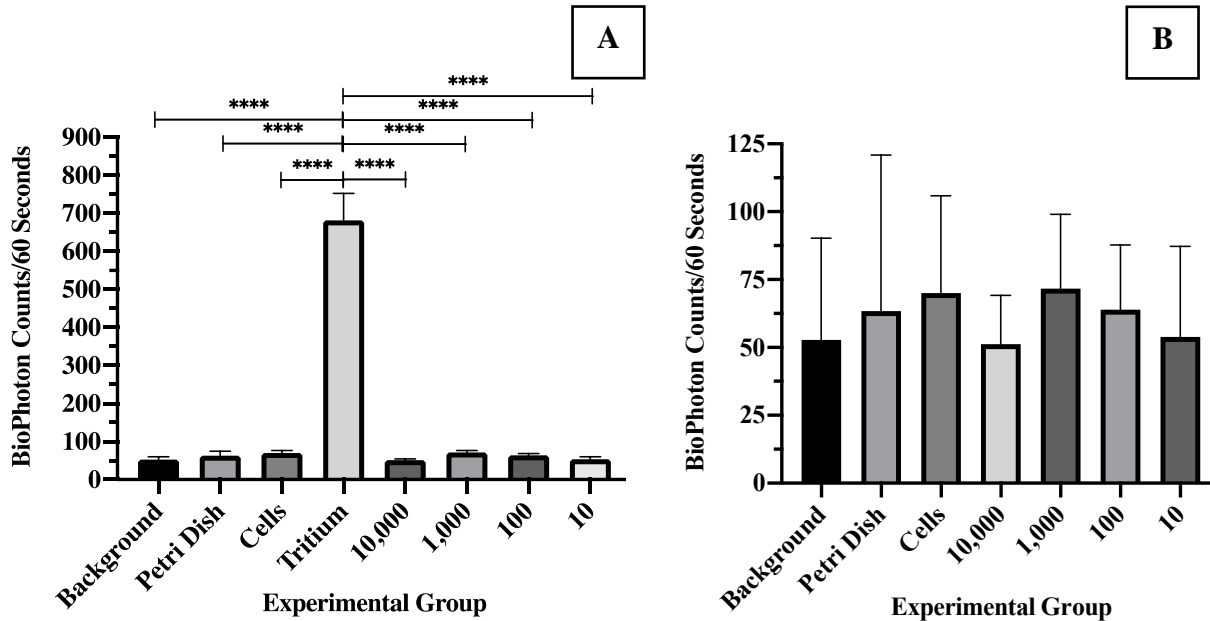 A
****
**** ****
**** ****
**** ****
BioPhoton Counts/60 Seconds
900
800
700
600
500
400
300
200
100
0
Background
Petri Dish
Cells
Tritium
10,000
1,000
100
10
Experimental Group
B
BioPhoton Counts/60 Seconds
125
100
75
50
25
0
Background
Petri Dish
Cells
10,000
1,000
100
10
Experimental Group